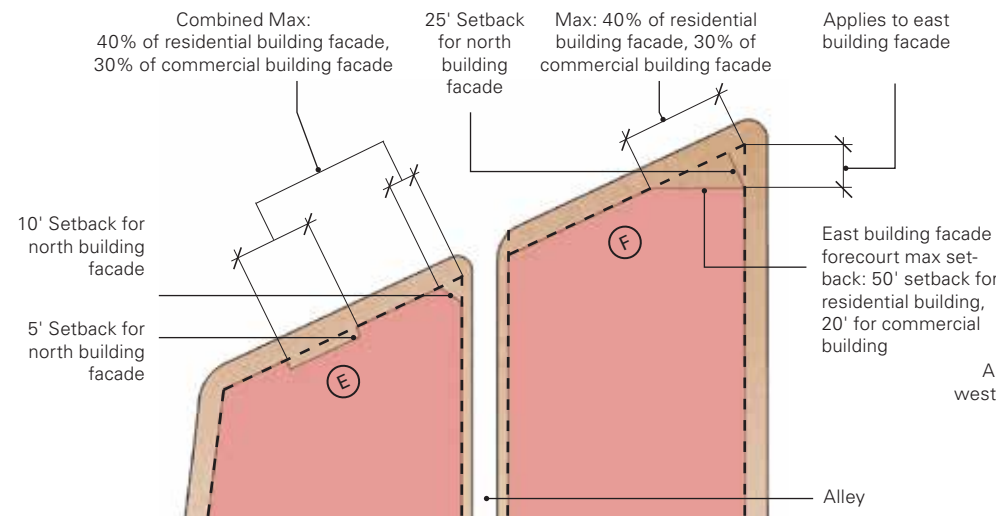 Combined Max:
40% of residential building facade,
30% of commercial building facade
25' Setback
for north
building
facade
Max: 40% of residential
building facade, 30% of
commercial building facade
Applies to east
building facade
10' Setback for
north building
facade
5' Setback for
north building
facade
E
F
East building facade
forecourt max set-
back: 50' setback for
residential building,
20' for commercial
building
A
west
Alley